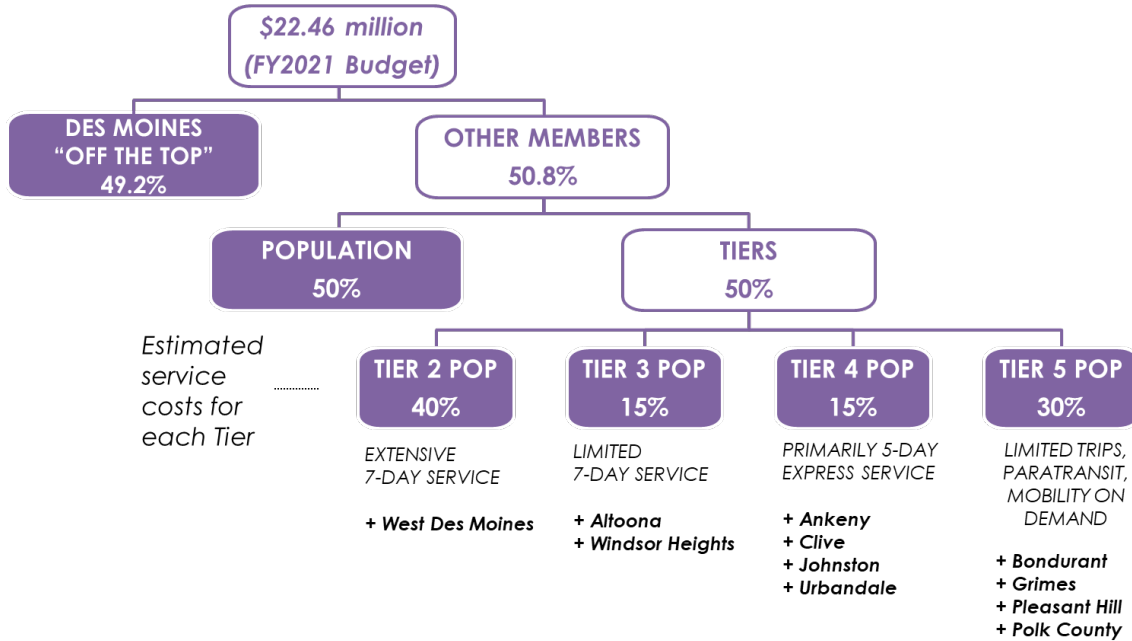 $22.46 million
(FY2021 Budget)
DES MOINES
“OFF THE TOP”
49.2%
OTHER MEMBERS
50.8%
POPULATION
50%
TIERS
50%
Estimated
service
costs for
each Tier
TIER 2 POP
40%
EXTENSIVE
7-DAY SERVICE
+ West Des Moines
TIER 3 POP
15%
LIMITED
7-DAY SERVICE
+ Altoona
+ Windsor Heights
TIER 4 POP
15%
PRIMARILY 5-DAY
EXPRESS SERVICE
+ Ankeny
+ Clive
+ Johnston
+ Urbandale
TIER 5 POP
30%
LIMITED TRIPS,
PARATRANSIT,
MOBILITY ON
DEMAND
+ Bondurant
+ Grimes
+ Pleasant Hill
+ Polk County